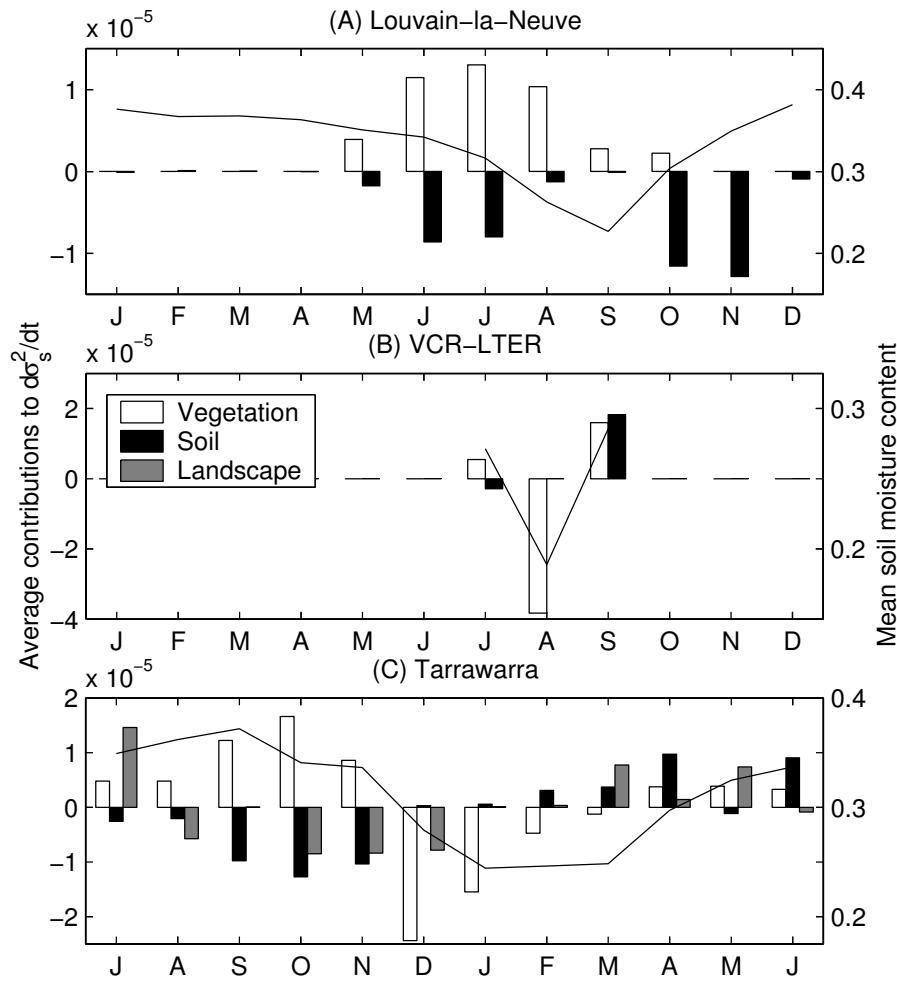 (A) Louvain−la−Neuve
x 10⁻⁵
1
0
−1
0.4
0.3
0.2
J F M A M J J A S O N D
(B) VCR−LTER
x 10⁻⁵
2
0
−2
−4
0.3
0.2
Vegetation
Soil
Landscape
J F M A M J J A S O N D
(C) Tarrawarra
x 10⁻⁵
2
1
0
−1
−2
0.4
0.3
0.2
J A S O N D J F M A M J
Average contributions to dσ²ₛ/dt
Mean soil moisture content